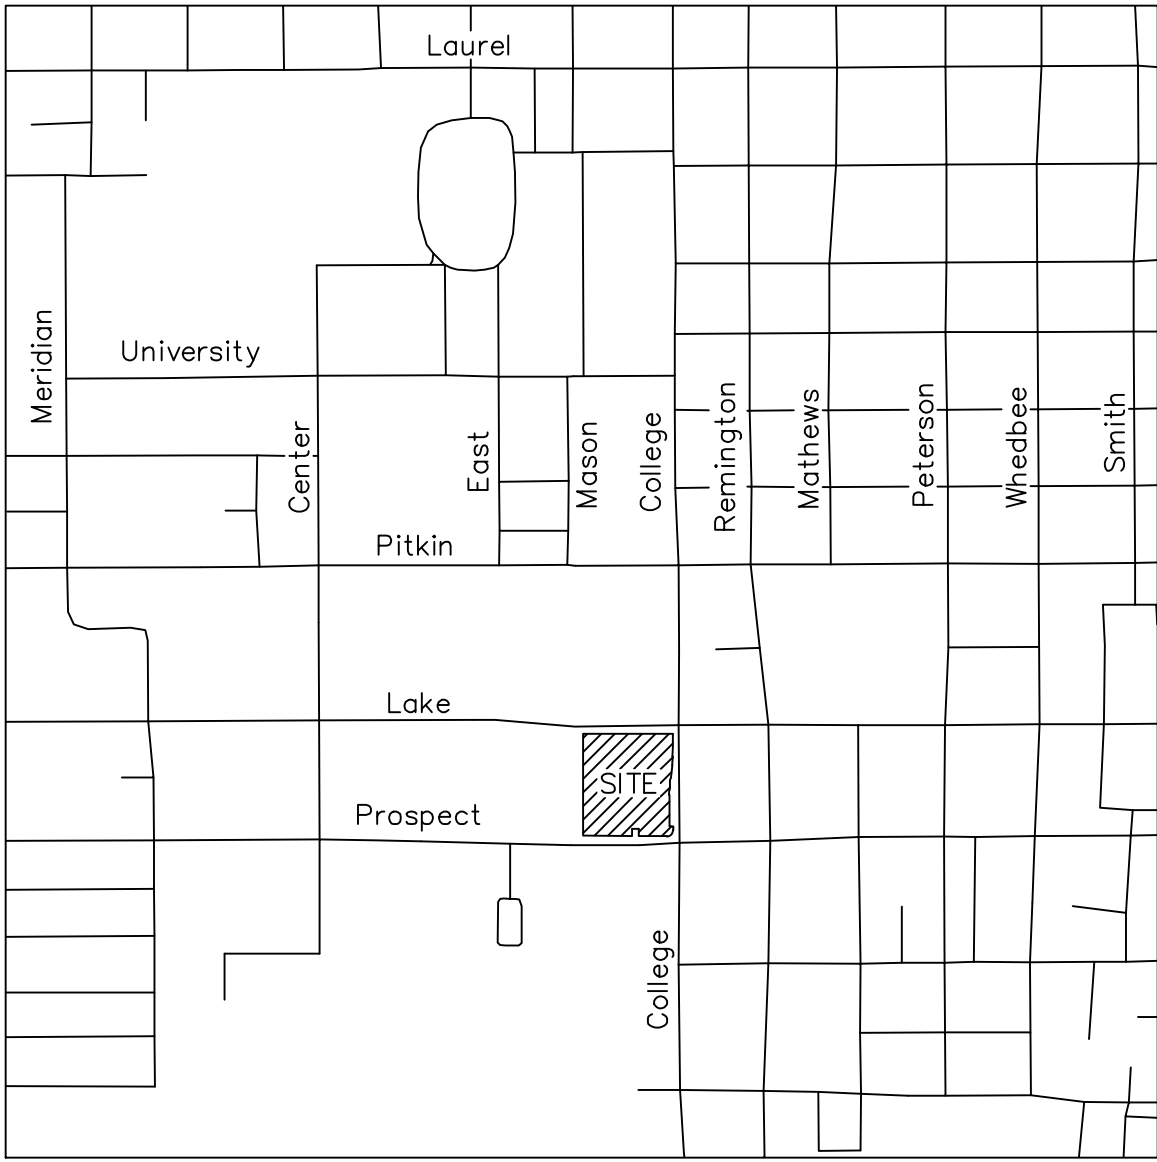 Laurel
Meridian
University
Center
East
Mason
College
Remington
Mathews
Peterson
Whedbee
Smith
Pitkin
Lake
SITE
Prospect
College